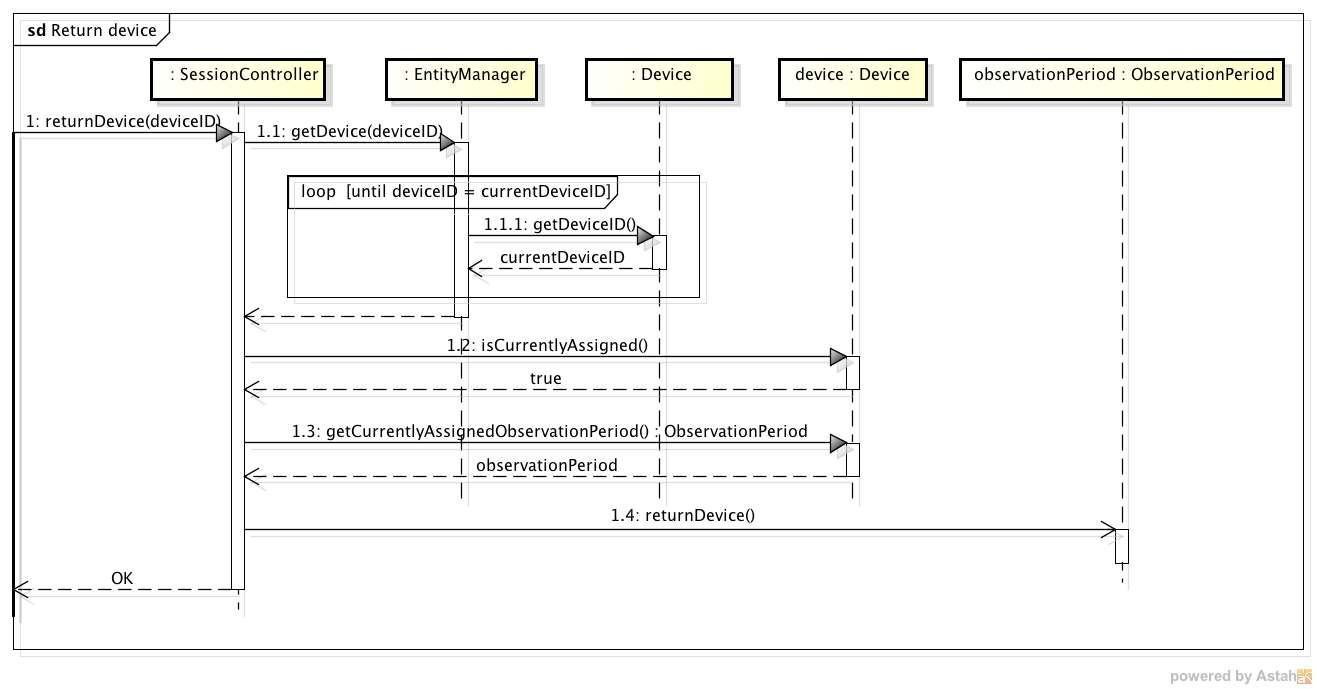 sd Return device
: SessionController
: EntityManager
: Device
device : Device
observationPeriod : ObservationPeriod
1: returnDevice(deviceID)
1.1: getDevice(deviceID)
loop [until deviceID = currentDeviceID]
1.1.1: getDeviceID()
currentDeviceID
1.2: isCurrentlyAssigned()
true
1.3: getCurrentlyAssignedObservationPeriod() : ObservationPeriod
observationPeriod
1.4: returnDevice()
OK
powered by Astah